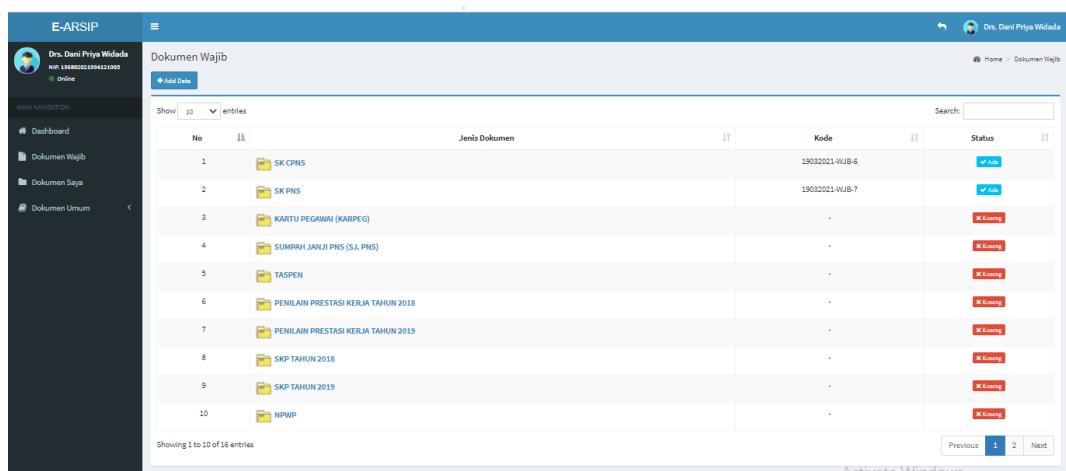 E-ARSIP
Drs. Dani Priya Widada
Drs. Dani Priya Widada
NIP. 196802021994121005
Online
Dokumen Wajib
Home > Dokumen Wajib
Add Data
MAIN NAVIGATION
Dashboard
Dokumen Wajib
Dokumen Saya
Dokumen Umum
Show 10 entries
Search:
No Jenis Dokumen Kode Status
1 SK CPNS 19032021-WJB-6 Ada
2 SK PNS 19032021-WJB-7 Ada
3 KARTU PEGAWAI (KARPEG) - Kosong
4 SUMPAH JANJI PNS (SJ. PNS) - Kosong
5 TASPEN - Kosong
6 PENILAIN PRESTASI KERJA TAHUN 2018 - Kosong
7 PENILAIN PRESTASI KERJA TAHUN 2019 - Kosong
8 SKP TAHUN 2018 - Kosong
9 SKP TAHUN 2019 - Kosong
10 NPWP - Kosong
Showing 1 to 10 of 16 entries
Previous 1 2 Next
Activate Windows